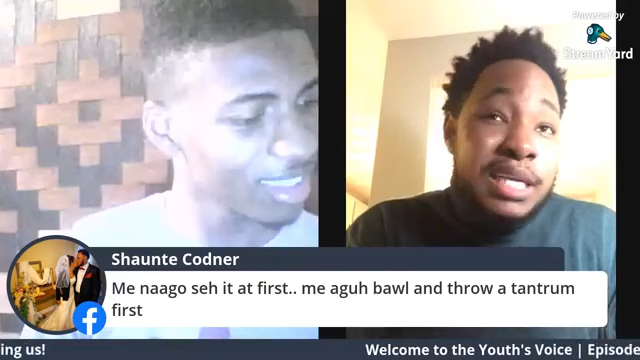 Powered by
StreamYard
Shaunte Codner
Me naago seh it at first.. me aguh bawl and throw a tantrum
first
ing us! Welcome to the Youth's Voice | Episode